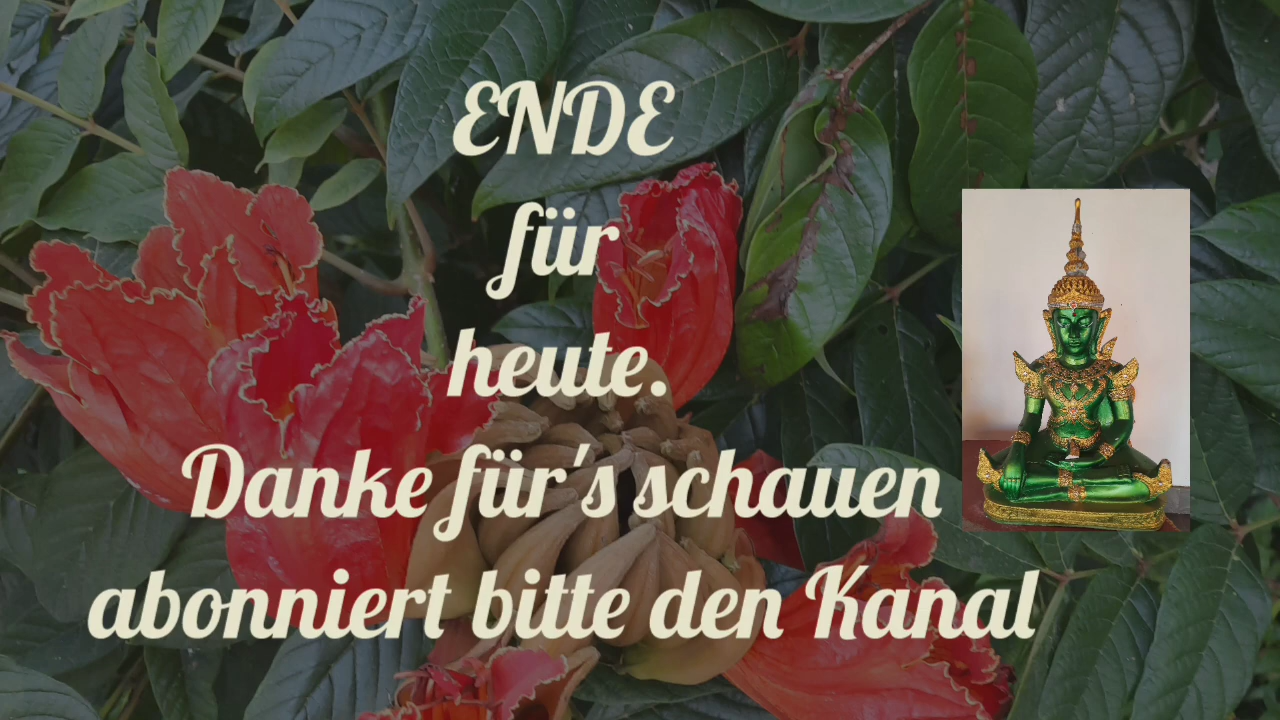 ENDE
für
heute.
Danke für's schauen
abonniert bitte den Kanal